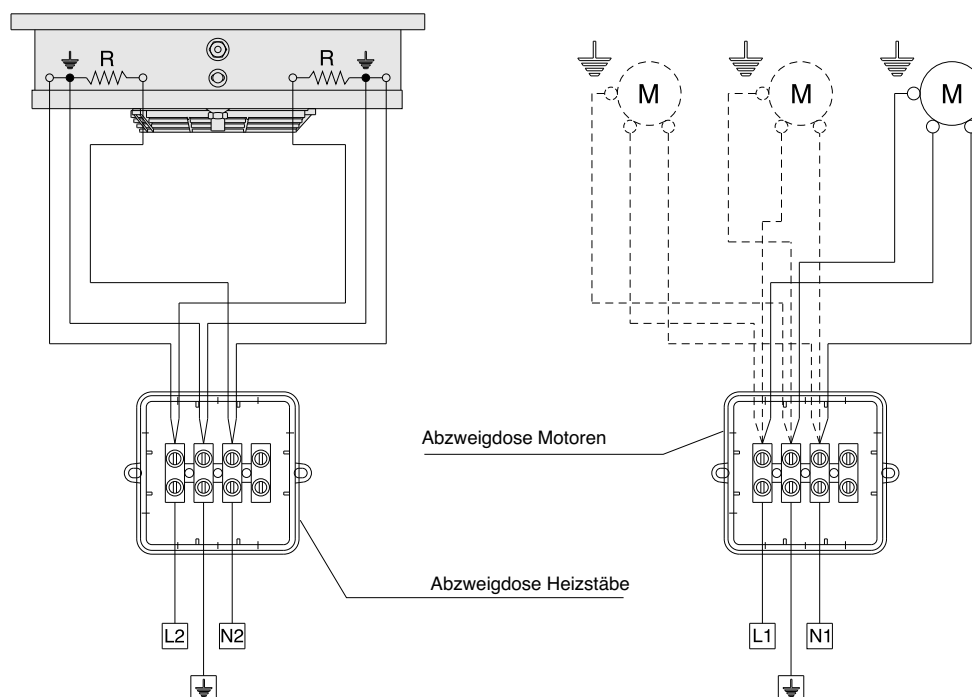 R
R
M
M
M
Abzweigdose Motoren
Abzweigdose Heizstäbe
L2
N2
L1
N1